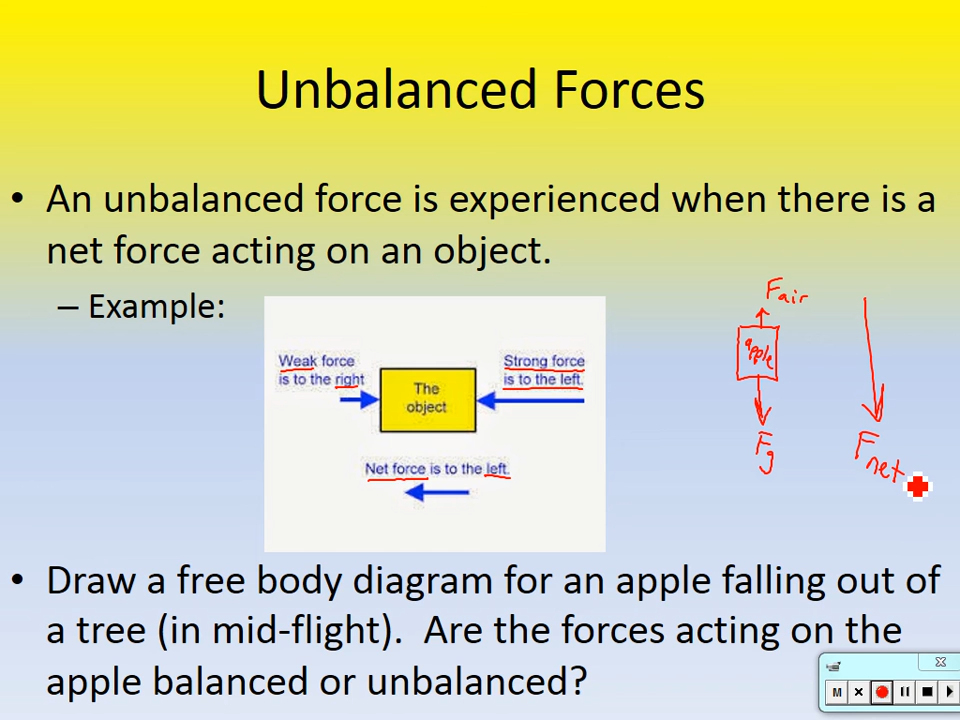 Unbalanced Forces
• An unbalanced force is experienced when there is a
net force acting on an object.
– Example:
Weak force
is to the right
Strong force
is to the left.
The
object
Net force is to the left.
F air
apple
Fg
F net
• Draw a free body diagram for an apple falling out of
a tree (in mid-flight). Are the forces acting on the
apple balanced or unbalanced?
M